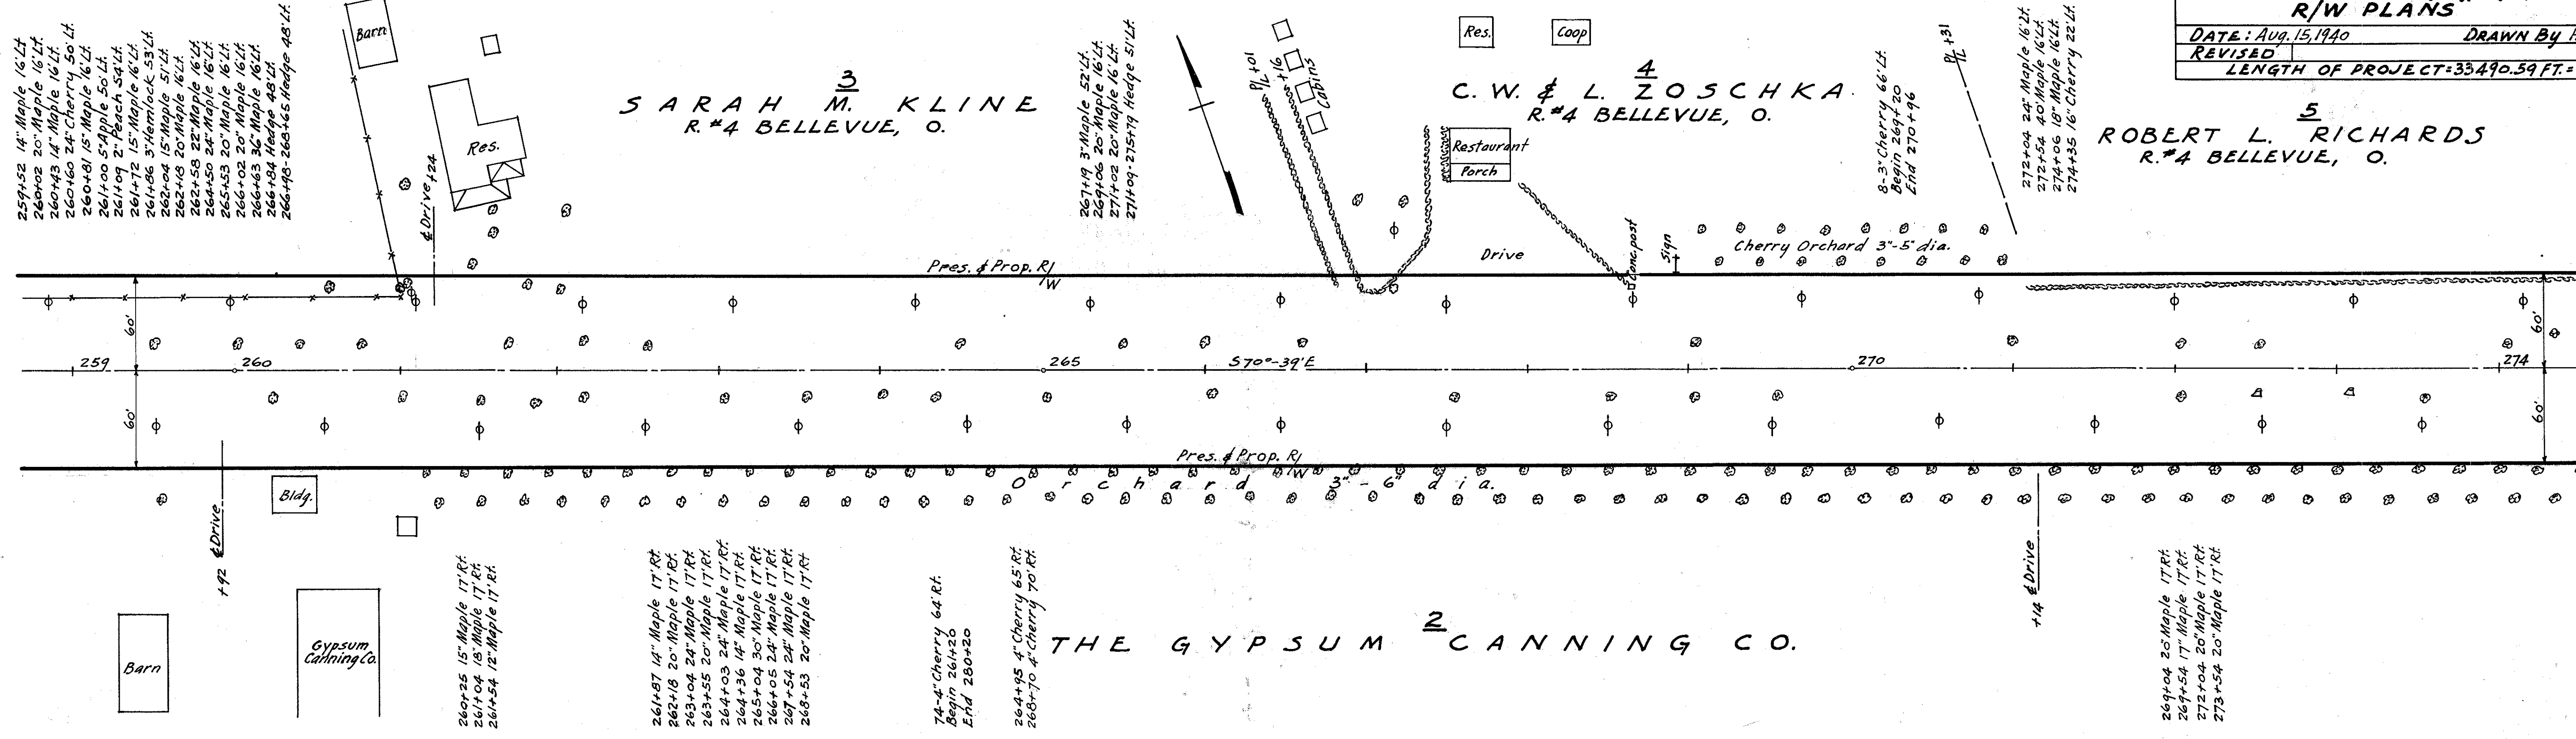 R/W PLANS
DATE: Aug. 15, 1940 DRAWN By
REVISED
LENGTH OF PROJECT=33490.59 FT.=
259+52 14" Maple 16' Lt.
260+02 20" Maple 16' Lt.
260+43 14" Maple 16' Lt.
260+60 24" Cherry 50' Lt.
260+81 15" Maple 16' Lt.
261+00 5" Apple 50' Lt.
261+09 2" Peach 54' Lt.
261+72 15" Maple 16' Lt.
261+86 3" Hemlock 53' Lt.
262+04 15" Maple 51' Lt.
262+18 20" Maple 16' Lt.
262+58 22" Maple 16' Lt.
264+50 24" Maple 16' Lt.
265+53 20" Maple 16' Lt.
266+02 20" Maple 16' Lt.
266+63 36" Maple 16' Lt.
266+84 Hedge 48' Lt.
266+98-268+65 Hedge 48' Lt.
Barn
Res.
₵ Drive +24
3
SARAH M. KLINE
R.#4 BELLEVUE, O.
267+19 3" Maple 52' Lt.
269+06 20" Maple 16' Lt.
271+02 20" Maple 16' Lt.
271+09-275+79 Hedge 51' Lt.
P/L +01
+16
Cabins
Res.
Coop
4
C. W. & L. ZOSCHKA
R.#4 BELLEVUE, O.
Restaurant
Porch
Drive
Conc. post
Sign
8-3" Cherry 66' Lt.
Begin 269+20
End 270+96
P/L +31
Cherry Orchard 3"-5" dia.
272+04 24" Maple 16' Lt.
272+54 40" Maple 16' Lt.
274+06 18" Maple 16' Lt.
274+35 16" Cherry 22' Lt.
5
ROBERT L. RICHARDS
R.#4 BELLEVUE, O.
Pres. & Prop. R/W
60'
60'
259
260
265
S70°-39'E
270
274
60'
60'
Pres. & Prop. R/W
Orchard 3"-6" dia.
+92 ₵ Drive
Bldg.
Barn
Gypsum
Canning Co.
260+25 15" Maple 17' Rt.
261+04 18" Maple 17' Rt.
261+54 12" Maple 17' Rt.
261+87 14" Maple 17' Rt.
262+18 20" Maple 17' Rt.
263+04 24" Maple 17' Rt.
263+55 20" Maple 17' Rt.
264+03 24" Maple 17' Rt.
264+36 14" Maple 17' Rt.
265+04 30" Maple 17' Rt.
266+05 24" Maple 17' Rt.
267+54 24" Maple 17' Rt.
268+53 20" Maple 17' Rt.
74-4" Cherry 64' Rt.
Begin 261+20
End 280+20
264+95 4" Cherry 65' Rt.
268+70 4" Cherry 70' Rt.
2
THE GYPSUM CANNING CO.
+14 ₵ Drive
269+04 20" Maple 17' Rt.
269+54 17" Maple 17' Rt.
272+04 20" Maple 17' Rt.
273+54 20" Maple 17' Rt.